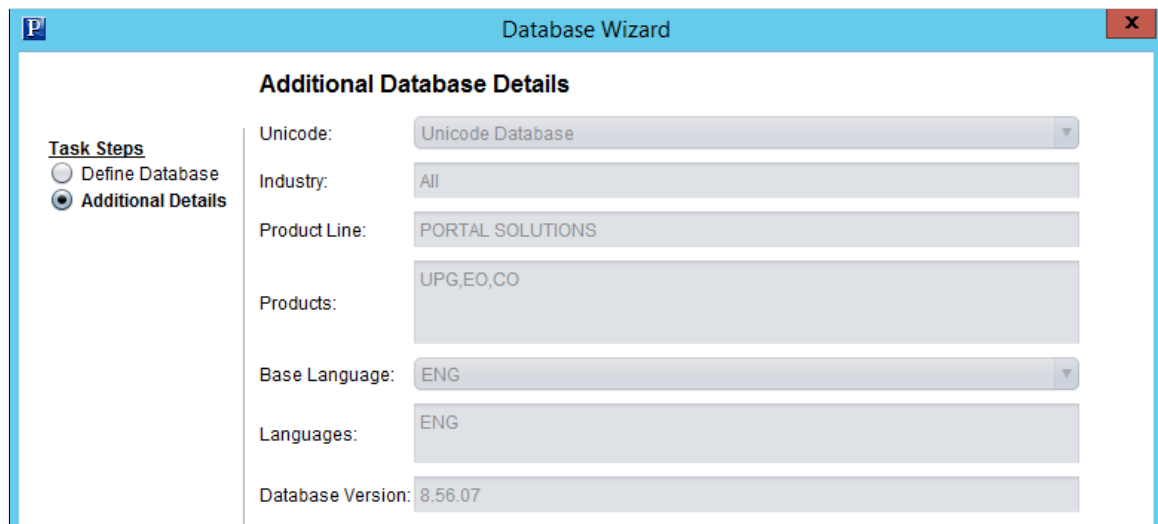 P
Database Wizard
x
Additional Database Details
Task Steps
Define Database
Additional Details
Unicode: Unicode Database
Industry: All
Product Line: PORTAL SOLUTIONS
Products: UPG,EO,CO
Base Language: ENG
Languages: ENG
Database Version: 8.56.07